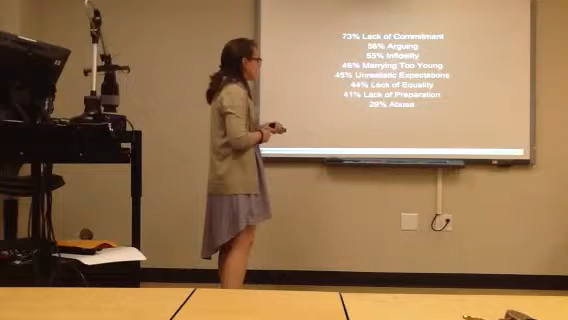 73% Lack of Commitment
56% Arguing
55% Infidelity
46% Marrying Too Young
45% Unrealistic Expectations
44% Lack of Equality
41% Lack of Preparation
29% Abuse